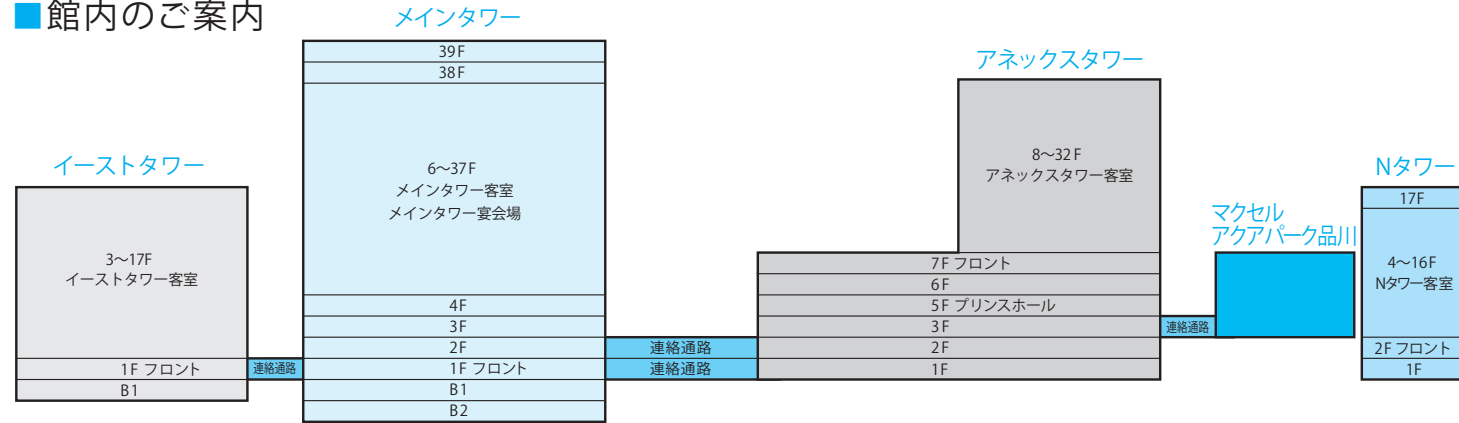 ■館内のご案内
メインタワー
39F
38F
6〜37F
メインタワー客室
メインタワー宴会場
4F
3F
2F
1F フロント
B1
B2
イーストタワー
3〜17F
イーストタワー客室
1F フロント
B1
連絡通路
連絡通路
連絡通路
アネックスタワー
8〜32F
アネックスタワー客室
7F フロント
6F
5F プリンスホール
3F
2F
1F
連絡通路
マクセル
アクアパーク品川
Nタワー
17F
4〜16F
Nタワー客室
2F フロント
1F